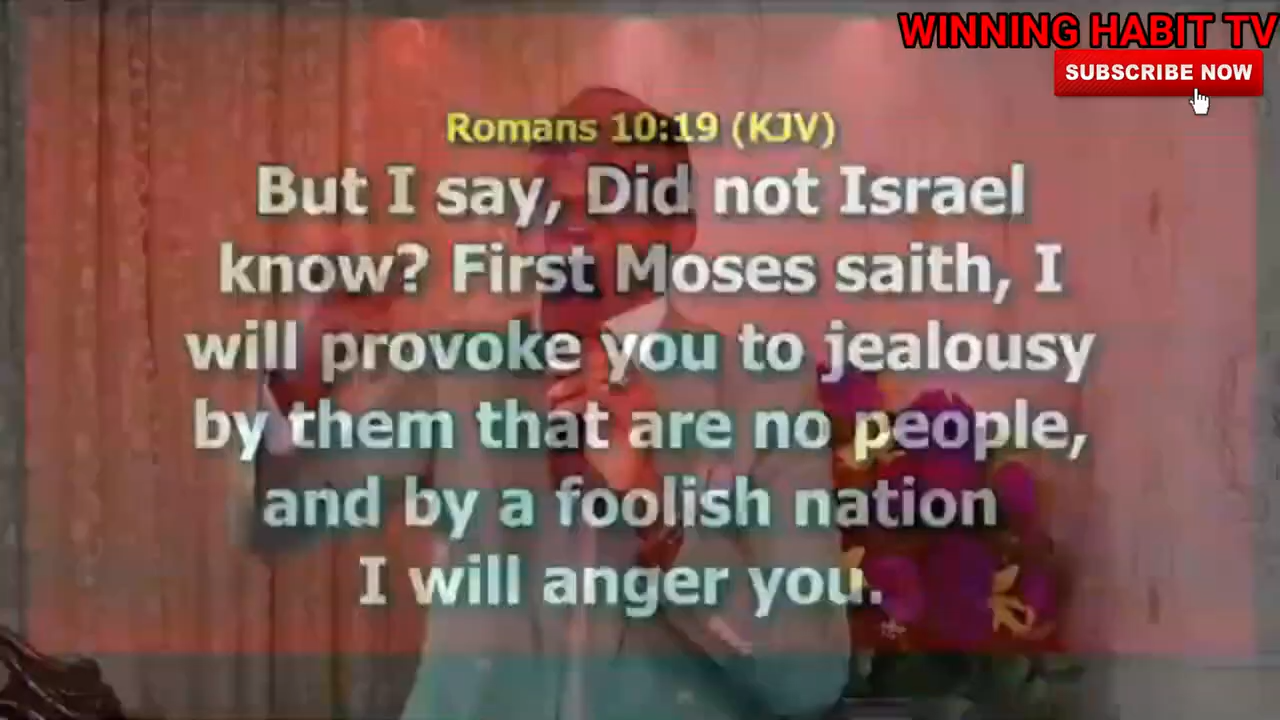 WINNING HABIT TV
SUBSCRIBE NOW
Romans 10:19 (KJV)
But I say, Did not Israel
know? First Moses saith, I
will provoke you to jealousy
by them that are no people,
and by a foolish nation
I will anger you.